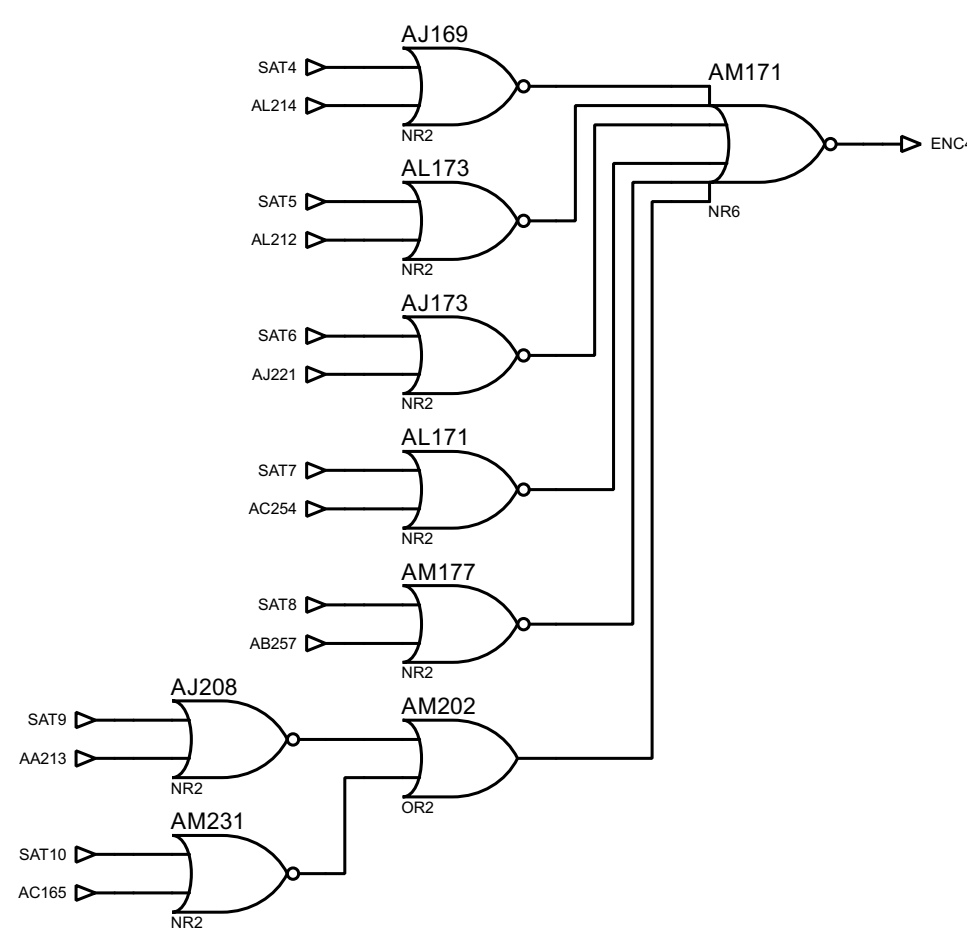 AJ169
SAT4
AL214
NR2
AM171
ENC4
NR6
AL173
SAT5
AL212
NR2
AJ173
SAT6
AJ221
NR2
AL171
SAT7
AC254
NR2
AM177
SAT8
AB257
NR2
AJ208
SAT9
AA213
NR2
AM202
OR2
AM231
SAT10
AC165
NR2